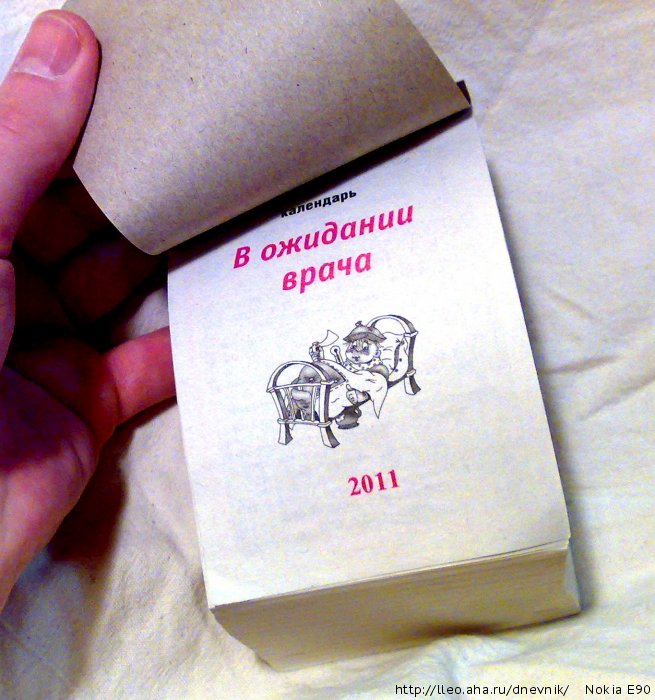 календарь
В ожидании
врача
2011
http://lleo.aha.ru/dnevnik/ Nokia E90